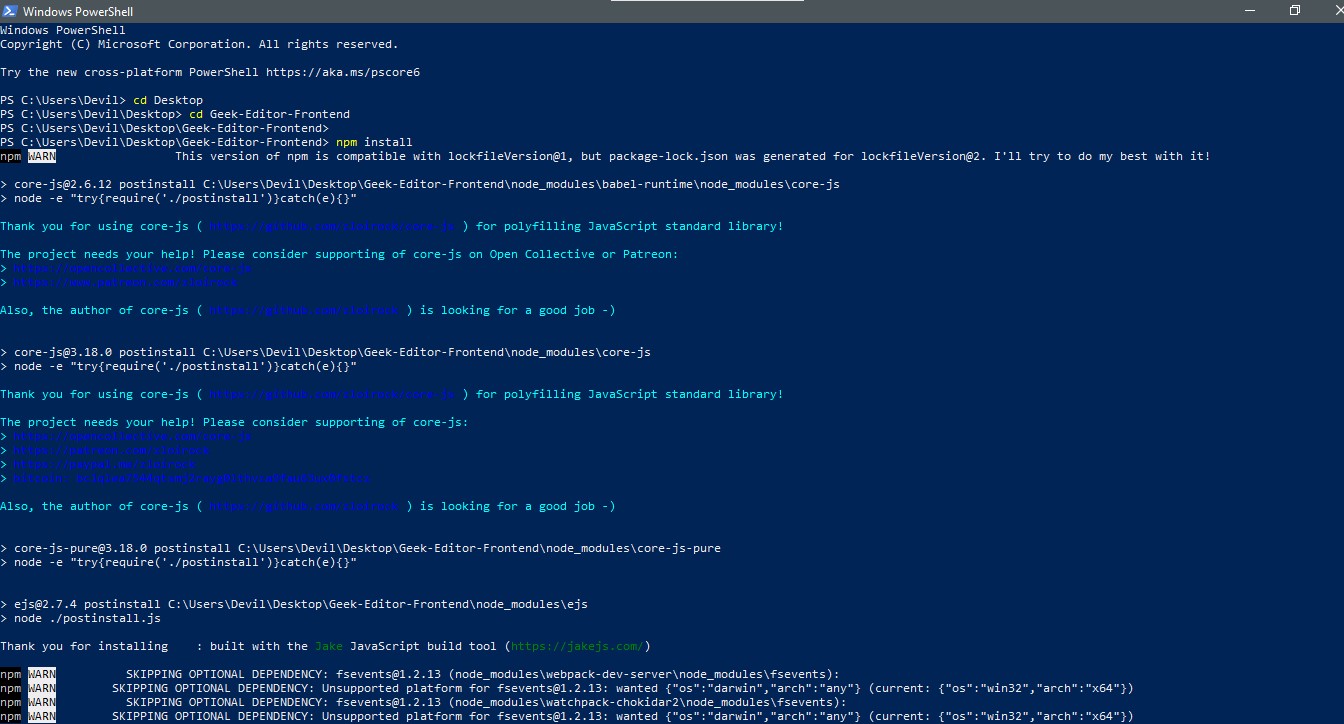 Windows PowerShell
Windows PowerShell
Copyright (C) Microsoft Corporation. All rights reserved.
Try the new cross-platform PowerShell https://aka.ms/pscore6
PS C:\Users\Devil> cd Desktop
PS C:\Users\Devil\Desktop> cd Geek-Editor-Frontend
PS C:\Users\Devil\Desktop\Geek-Editor-Frontend>
PS C:\Users\Devil\Desktop\Geek-Editor-Frontend> npm install
npm WARN This version of npm is compatible with lockfileVersion@1, but package-lock.json was generated for lockfileVersion@2. I'll try to do my best with it!
> core-js@2.6.12 postinstall C:\Users\Devil\Desktop\Geek-Editor-Frontend\node_modules\babel-runtime\node_modules\core-js
> node -e "try{require('./postinstall')}catch(e){}"
Thank you for using core-js ( https://github.com/zloirock/core-js ) for polyfilling JavaScript standard library!
The project needs your help! Please consider supporting of core-js on Open Collective or Patreon:
> https://opencollective.com/core-js
> https://www.patreon.com/zloirock
Also, the author of core-js ( https://github.com/zloirock ) is looking for a good job -)
> core-js@3.18.0 postinstall C:\Users\Devil\Desktop\Geek-Editor-Frontend\node_modules\core-js
> node -e "try{require('./postinstall')}catch(e){}"
Thank you for using core-js ( https://github.com/zloirock/core-js ) for polyfilling JavaScript standard library!
The project needs your help! Please consider supporting of core-js:
> https://opencollective.com/core-js
> https://patreon.com/zloirock
>
>
Also, the author of core-js ( https://github.com/zloirock ) is looking for a good job -)
> core-js-pure@3.18.0 postinstall C:\Users\Devil\Desktop\Geek-Editor-Frontend\node_modules\core-js-pure
> node -e "try{require('./postinstall')}catch(e){}"
> ejs@2.7.4 postinstall C:\Users\Devil\Desktop\Geek-Editor-Frontend\node_modules\ejs
> node ./postinstall.js
Thank you for installing : built with the Jake JavaScript build tool (https://jakejs.com/)
npm WARN SKIPPING OPTIONAL DEPENDENCY: fsevents@1.2.13 (node_modules\webpack-dev-server\node_modules\fsevents):
npm WARN SKIPPING OPTIONAL DEPENDENCY: Unsupported platform for fsevents@1.2.13: wanted {"os":"darwin","arch":"any"} (current: {"os":"win32","arch":"x64"})
npm WARN SKIPPING OPTIONAL DEPENDENCY: fsevents@1.2.13 (node_modules\watchpack-chokidar2\node_modules\fsevents):
npm WARN SKIPPING OPTIONAL DEPENDENCY: Unsupported platform for fsevents@1.2.13: wanted {"os":"darwin","arch":"any"} (current: {"os":"win32","arch":"x64"})